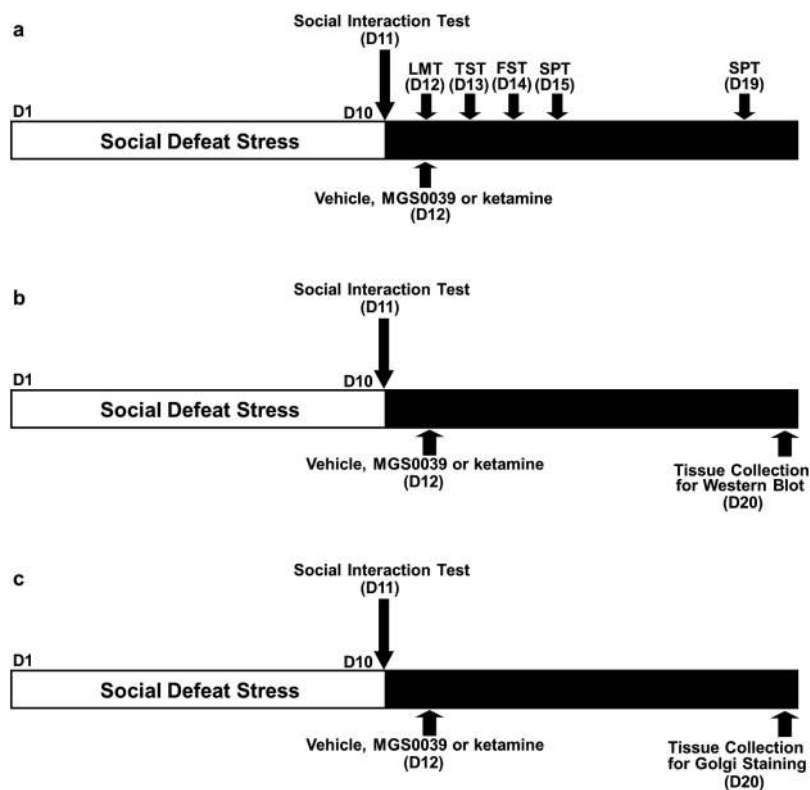 a
Social Interaction Test
(D11)
LMT TST FST SPT SPT
(D12) (D13) (D14) (D15) (D19)
D1 D10
Social Defeat Stress
Vehicle, MGS0039 or ketamine
(D12)
b
Social Interaction Test
(D11)
D1 D10
Social Defeat Stress
Vehicle, MGS0039 or ketamine
(D12)
Tissue Collection
for Western Blot
(D20)
c
Social Interaction Test
(D11)
D1 D10
Social Defeat Stress
Vehicle, MGS0039 or ketamine
(D12)
Tissue Collection
for Golgi Staining
(D20)